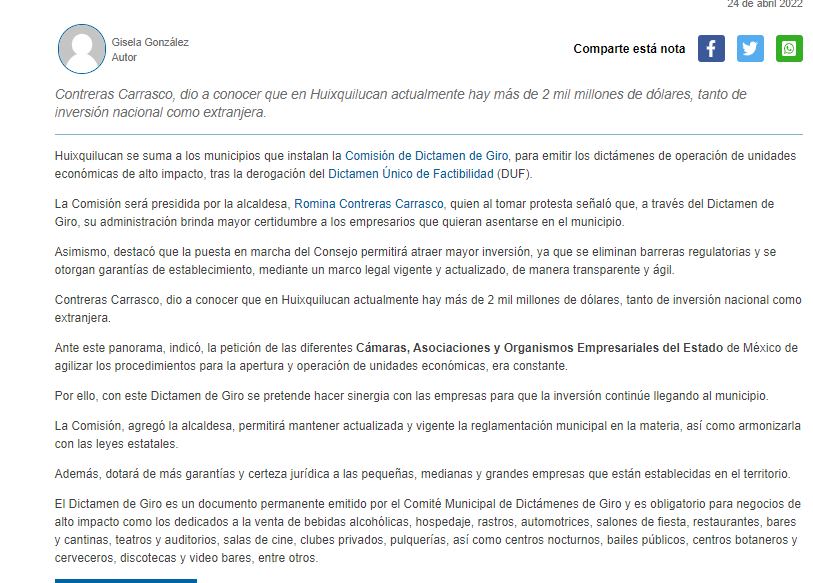 24 de abril 2022
Gisela González
Autor
Comparte está nota
Contreras Carrasco, dio a conocer que en Huixquilucan actualmente hay más de 2 mil millones de dólares, tanto de
inversión nacional como extranjera.
Huixquilucan se suma a los municipios que instalan la Comisión de Dictamen de Giro, para emitir los dictámenes de operación de unidades
económicas de alto impacto, tras la derogación del Dictamen Único de Factibilidad (DUF).
La Comisión será presidida por la alcaldesa, Romina Contreras Carrasco, quien al tomar protesta señaló que, a través del Dictamen de
Giro, su administración brinda mayor certidumbre a los empresarios que quieran asentarse en el municipio.
Asimismo, destacó que la puesta en marcha del Consejo permitirá atraer mayor inversión, ya que se eliminan barreras regulatorias y se
otorgan garantías de establecimiento, mediante un marco legal vigente y actualizado, de manera transparente y ágil.
Contreras Carrasco, dio a conocer que en Huixquilucan actualmente hay más de 2 mil millones de dólares, tanto de inversión nacional como
extranjera.
Ante este panorama, indicó, la petición de las diferentes Cámaras, Asociaciones y Organismos Empresariales del Estado de México de
agilizar los procedimientos para la apertura y operación de unidades económicas, era constante.
Por ello, con este Dictamen de Giro se pretende hacer sinergia con las empresas para que la inversión continúe llegando al municipio.
La Comisión, agregó la alcaldesa, permitirá mantener actualizada y vigente la reglamentación municipal en la materia, así como armonizarla
con las leyes estatales.
Además, dotará de más garantías y certeza jurídica a las pequeñas, medianas y grandes empresas que están establecidas en el territorio.
El Dictamen de Giro es un documento permanente emitido por el Comité Municipal de Dictámenes de Giro y es obligatorio para negocios de
alto impacto como los dedicados a la venta de bebidas alcohólicas, hospedaje, rastros, automotrices, salones de fiesta, restaurantes, bares
y cantinas, teatros y auditorios, salas de cine, clubes privados, pulquerías, así como centros nocturnos, bailes públicos, centros botaneros y
cerveceros, discotecas y video bares, entre otros.